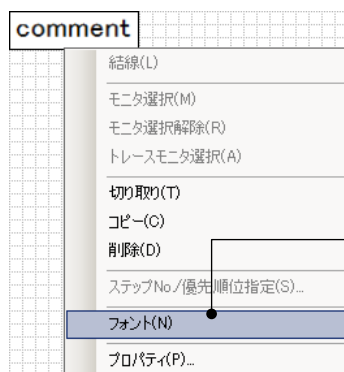 comment
結線(L)
モニタ選択(M)
モニタ選択解除(R)
トレースモニタ選択(A)
切り取り(T)
コピー(C)
削除(D)
ステップNo./優先順位指定(S)...
フォント(N)
プロパティ(P)...